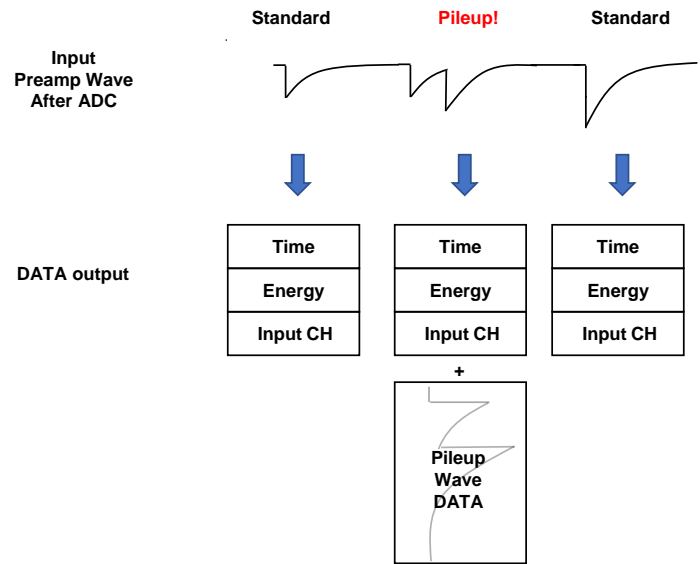 Standard
Pileup!
Standard
Input
Preamp Wave
After ADC
DATA output
Time
Energy
Input CH
Time
Energy
Input CH
+
Pileup
Wave
DATA
Time
Energy
Input CH